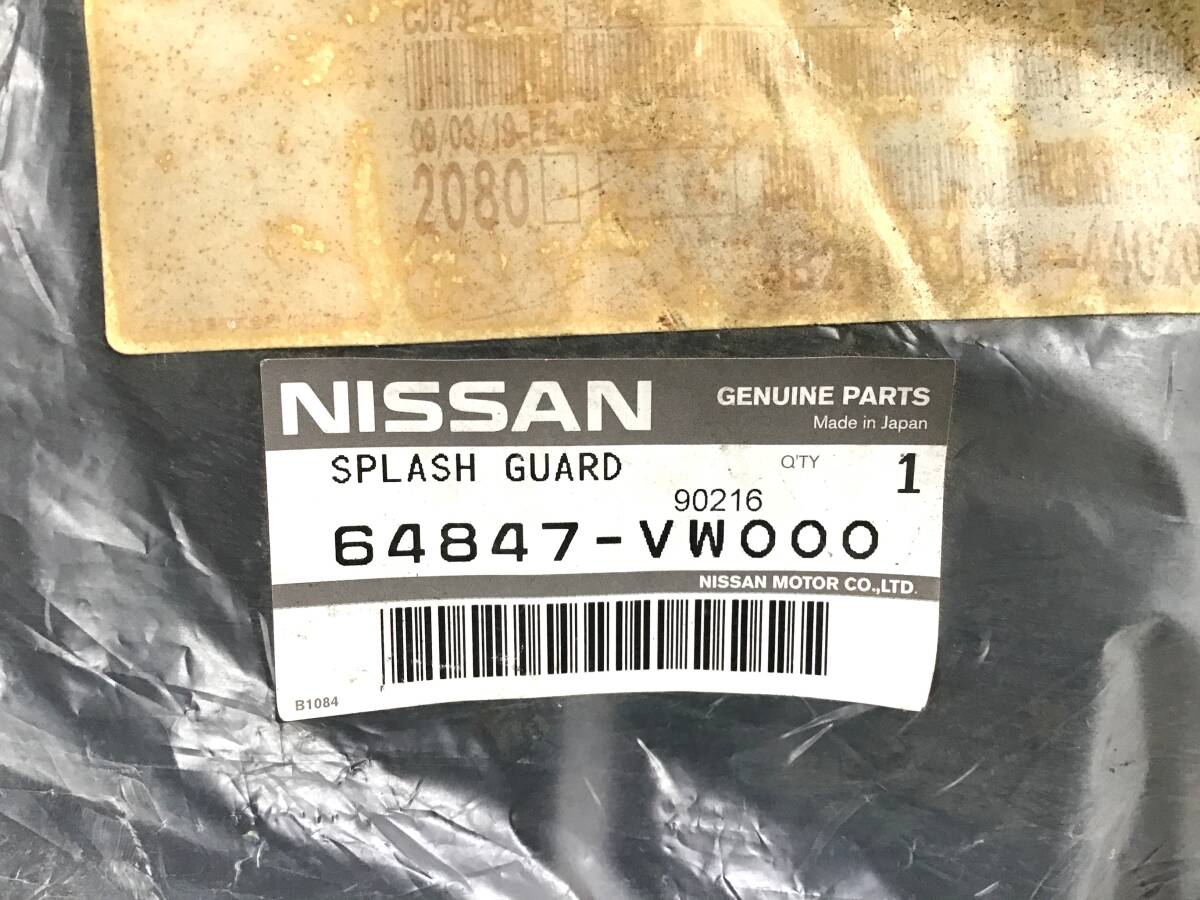 09/03/19-EE
2080
NISSAN GENUINE PARTS
Made in Japan
SPLASH GUARD Q'TY 1
90216
64847-VW000
NISSAN MOTOR CO.,LTD.
B1084